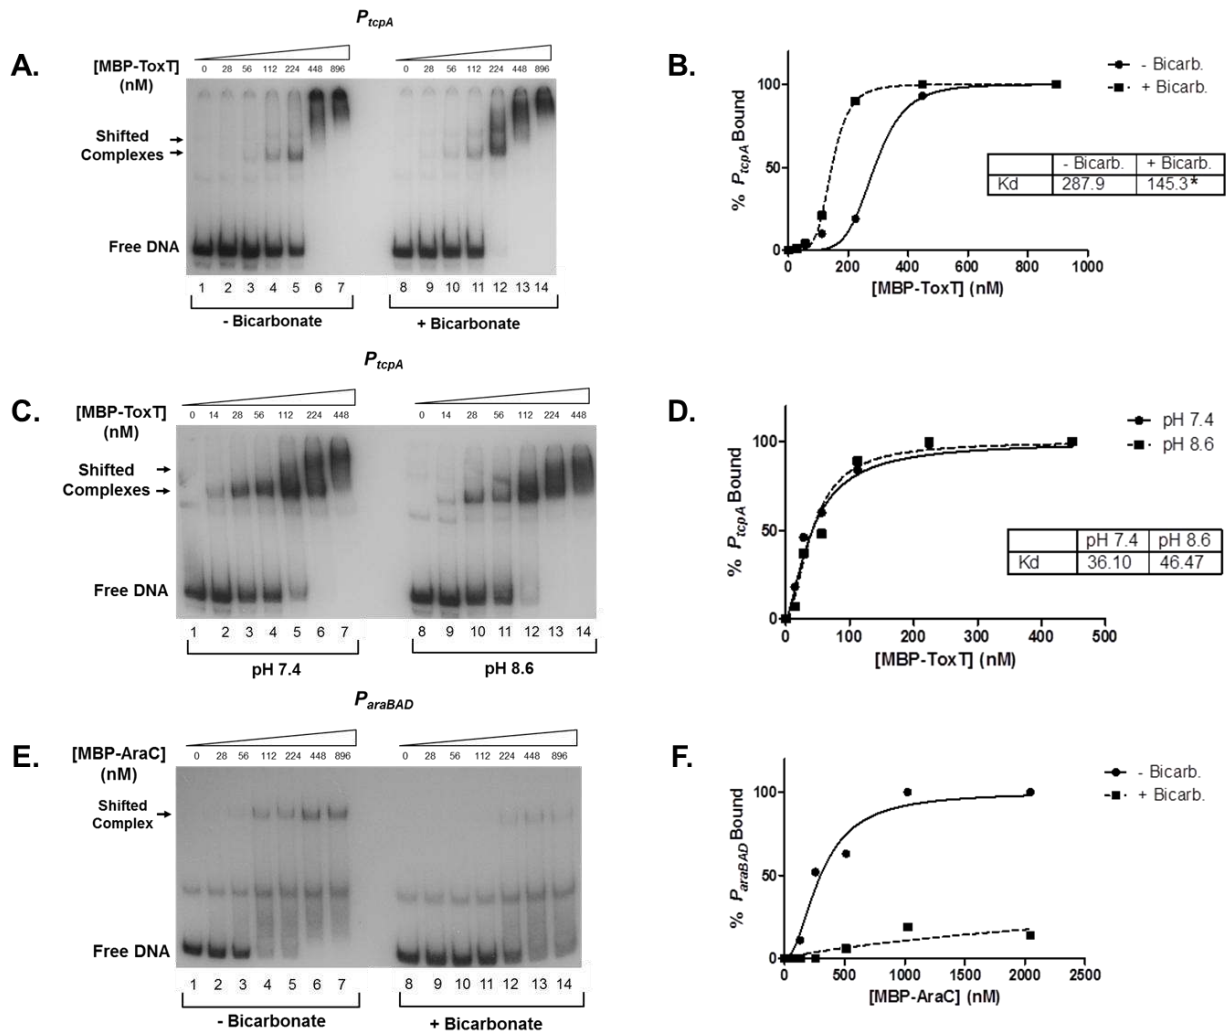 P_tcpA
A.
[MBP-ToxT]
(nM)
0 28 56 112 224 448 896
0 28 56 112 224 448 896
Shifted
Complexes
Free DNA
1 2 3 4 5 6 7
8 9 10 11 12 13 14
- Bicarbonate
+ Bicarbonate
B.
% P_tcpA Bound
100
50
0
0 200 400 600 800 1000
[MBP-ToxT] (nM)
- Bicarb.
+ Bicarb.
- Bicarb. + Bicarb.
Kd 287.9 145.3*
P_tcpA
C.
[MBP-ToxT]
(nM)
0 14 28 56 112 224 448
0 14 28 56 112 224 448
Shifted
Complexes
Free DNA
1 2 3 4 5 6 7
8 9 10 11 12 13 14
pH 7.4
pH 8.6
D.
% P_tcpA Bound
100
50
0
0 100 200 300 400 500
[MBP-ToxT] (nM)
pH 7.4
pH 8.6
pH 7.4 pH 8.6
Kd 36.10 46.47
P_araBAD
E.
[MBP-AraC]
(nM)
0 28 56 112 224 448 896
0 28 56 112 224 448 896
Shifted
Complex
Free DNA
1 2 3 4 5 6 7
8 9 10 11 12 13 14
- Bicarbonate
+ Bicarbonate
F.
% P_araBAD Bound
100
50
0
0 500 1000 1500 2000 2500
[MBP-AraC] (nM)
- Bicarb.
+ Bicarb.